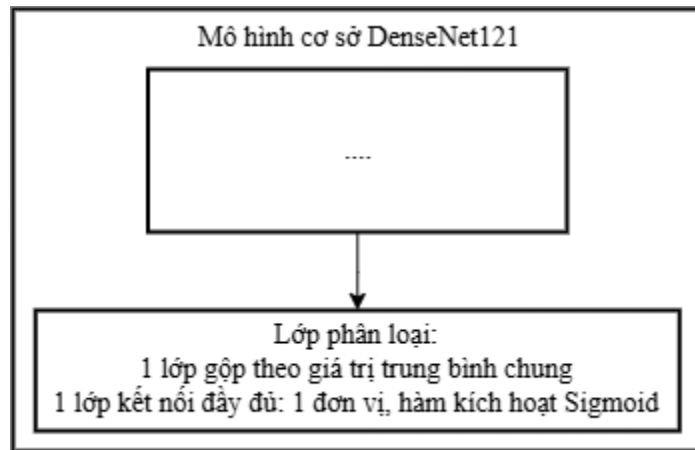 Mô hình cơ sở DenseNet121
----
Lớp phân loại:
1 lớp gộp theo giá trị trung bình chung
1 lớp kết nối đầy đủ: 1 đơn vị, hàm kích hoạt Sigmoid